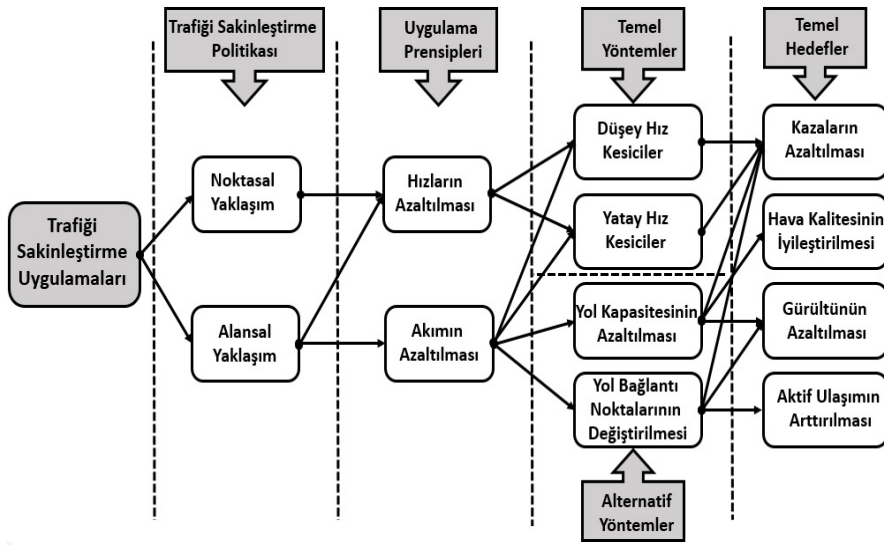 Trafiği Sakinleştirme
Politikası
Uygulama
Prensipleri
Temel
Yöntemler
Temel
Hedefler
Trafiği
Sakinleştirme
Uygulamaları
Noktasal
Yaklaşım
Alansal
Yaklaşım
Hızların
Azaltılması
Akımın
Azaltılması
Düşey Hız
Kesiciler
Yatay Hız
Kesiciler
Yol Kapasitesinin
Azaltılması
Yol Bağlantı
Noktalarının
Değiştirilmesi
Kazaların
Azaltılması
Hava Kalitesinin
İyileştirilmesi
Gürültünün
Azaltılması
Aktif Ulaşımın
Arttırılması
Alternatif
Yöntemler